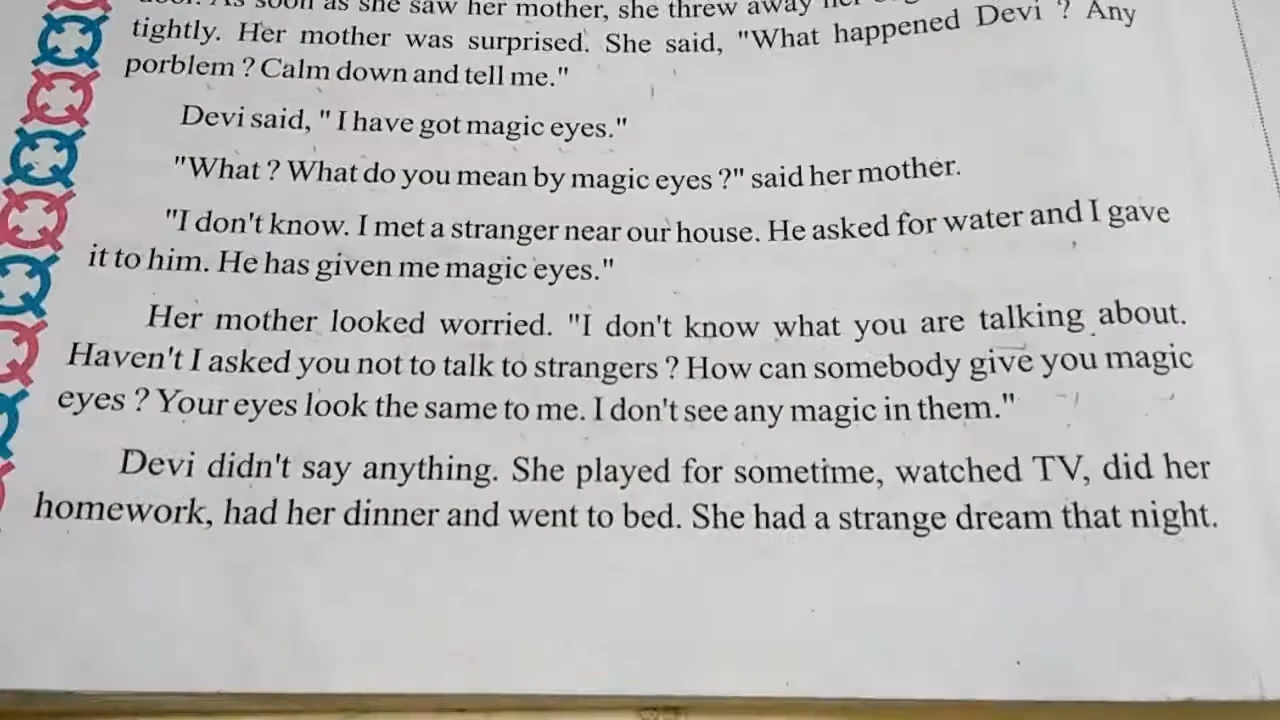 As soon as she saw her mother, she threw away
tightly. Her mother was surprised. She said, "What happened Devi ? Any
porblem ? Calm down and tell me."
Devi said, " I have got magic eyes."
"What ? What do you mean by magic eyes ?" said her mother.
"I don't know. I met a stranger near our house. He asked for water and I gave
it to him. He has given me magic eyes."
Her mother looked worried. "I don't know what you are talking about.
Haven't I asked you not to talk to strangers ? How can somebody give you magic
eyes ? Your eyes look the same to me. I don't see any magic in them."
Devi didn't say anything. She played for sometime, watched TV, did her
homework, had her dinner and went to bed. She had a strange dream that night.